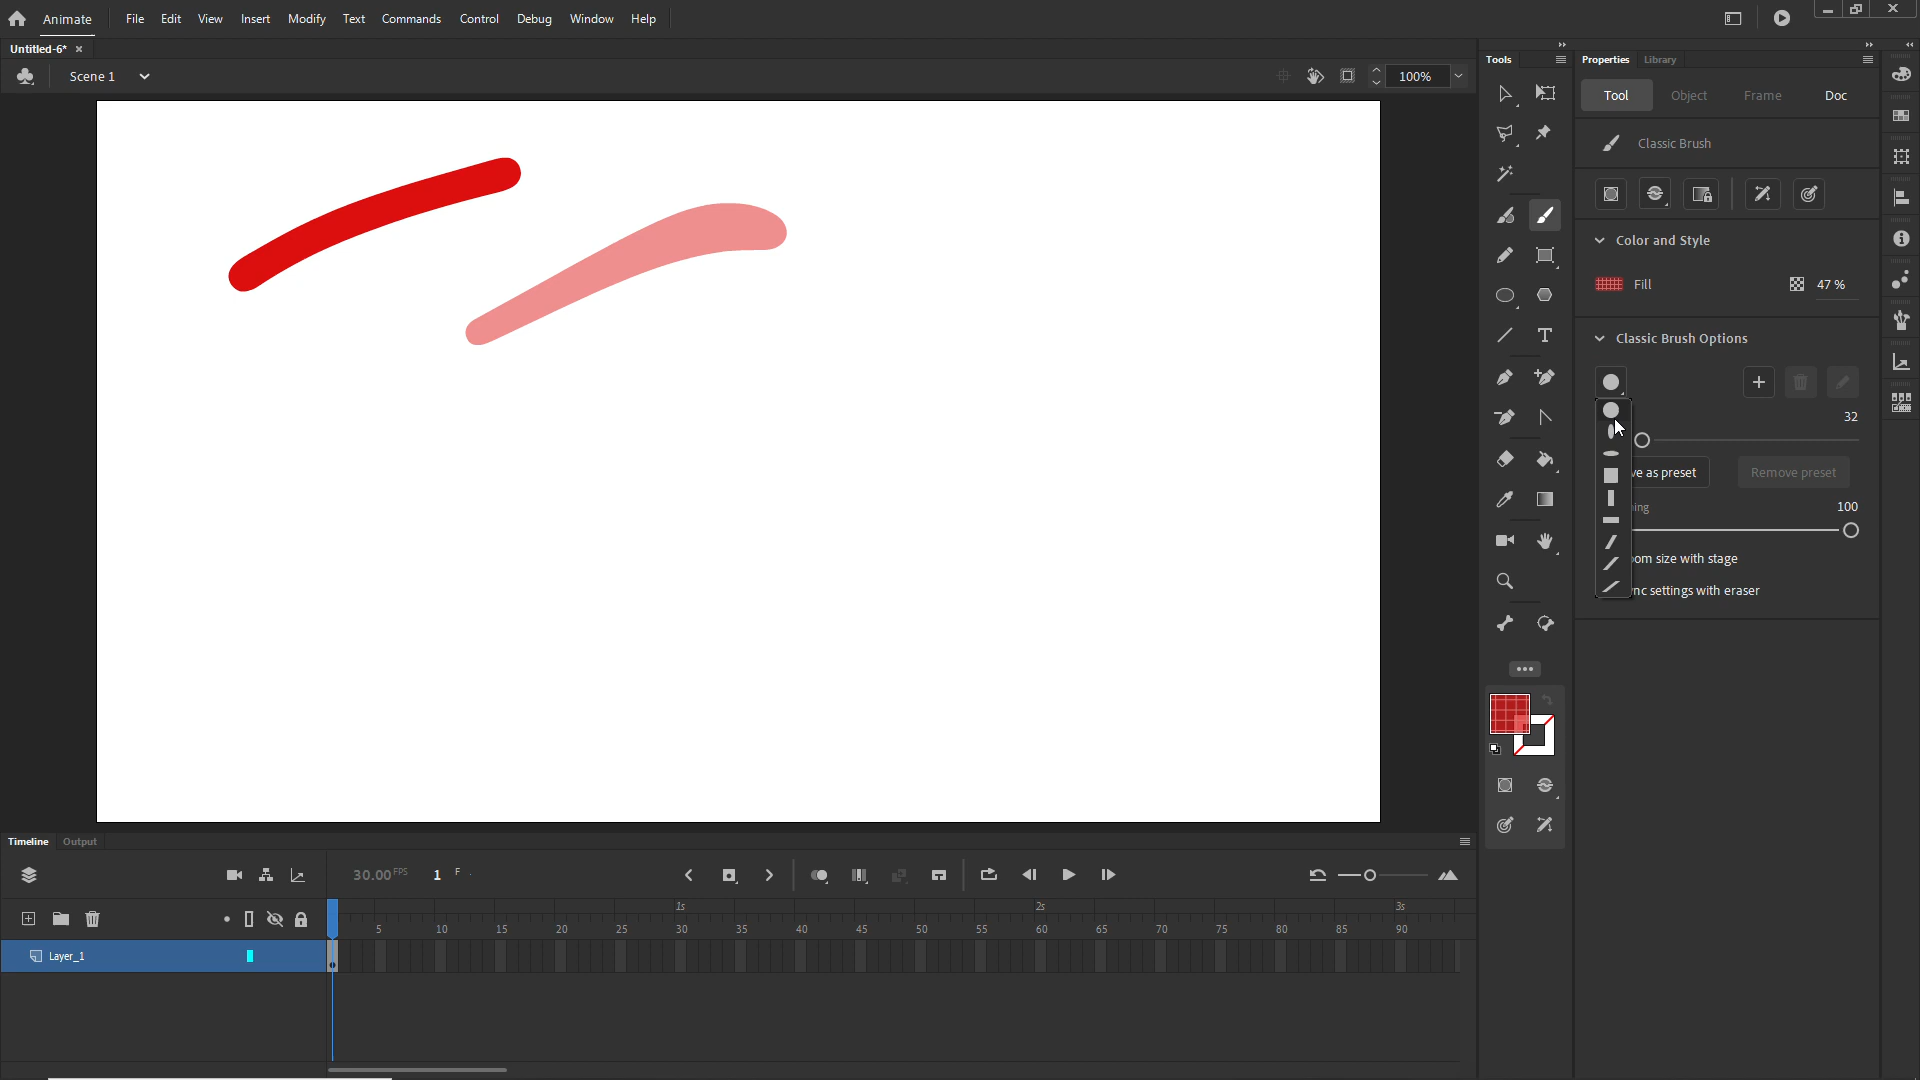 Animate File Edit View Insert Modify Text Commands Control Debug Window Help
Untitled-6* ×
Scene 1 100%
Tools Properties Library
Tool Object Frame Doc
Classic Brush
Color and Style
Fill 47 %
Classic Brush Options
32
ve as preset Remove preset
ing 100
om size with stage
nc settings with eraser
Timeline Output
30.00 FPS 1 F
1s 2s 3s
5 10 15 20 25 30 35 40 45 50 55 60 65 70 75 80 85 90
Layer_1